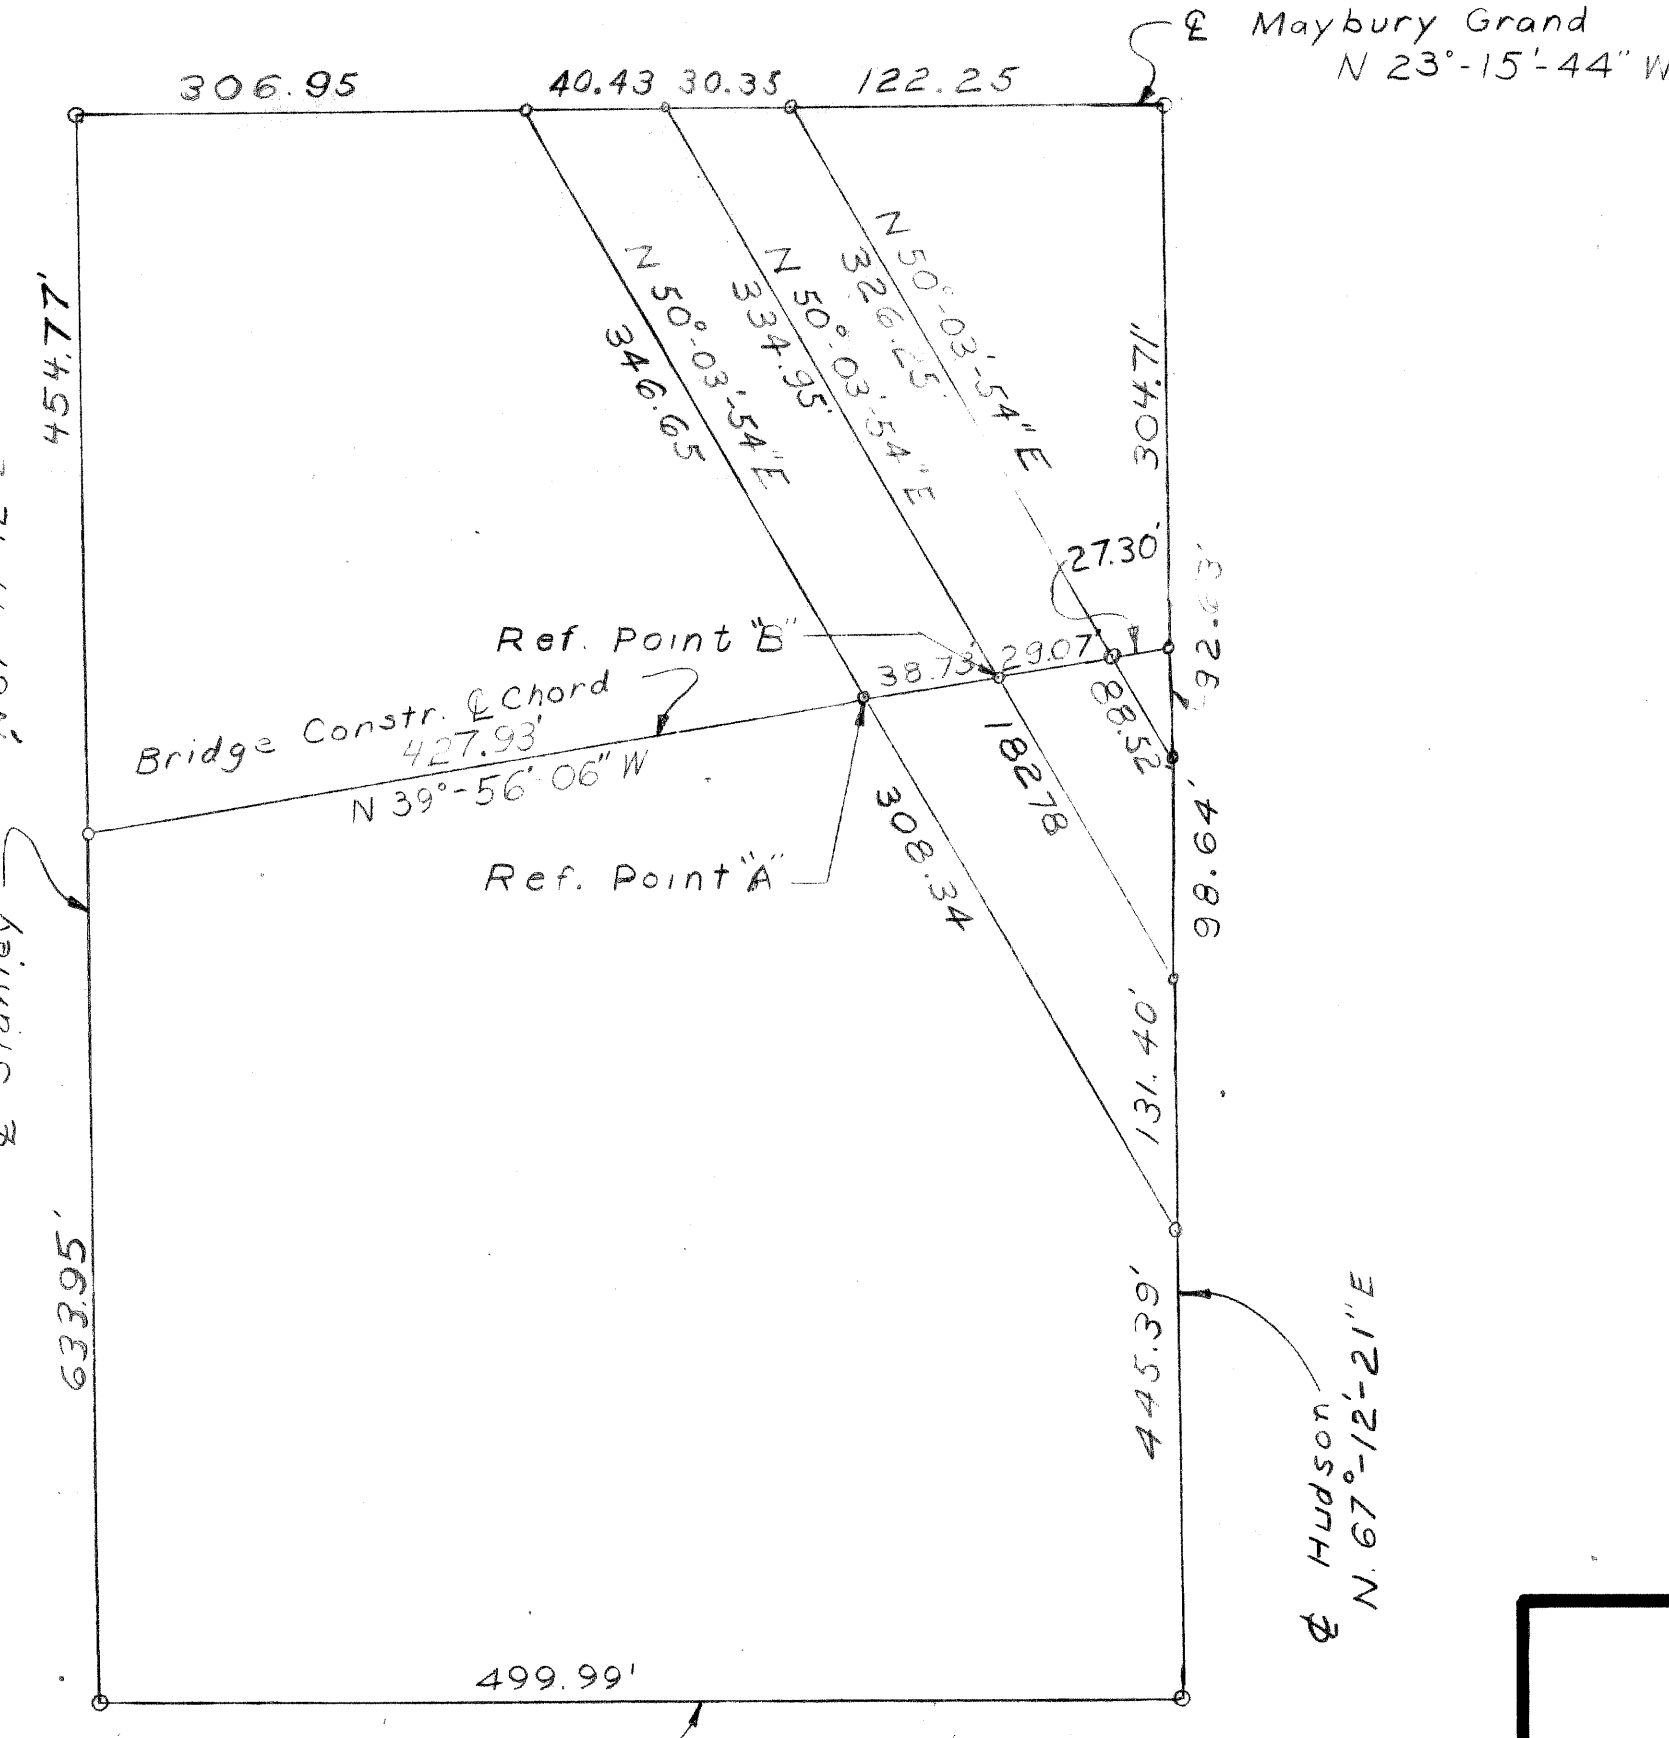 ℄ Maybury Grand
N 23°-15'-44" W
306.95
40.43
30.35
122.25
454.77'
N 50°-03'-54" E
346.65
N 50°-03'-54" E
334.95'
N 50°-03'-54" E
326.25'
304.71'
27.30'
92.63'
Ref. Point "B"
38.73'
29.07'
Bridge Constr. ℄ Chord
427.93'
N 39°-56'-06" W
88.52'
182.78
308.34
98.64'
Ref. Point "A"
℄ Stanley
131.40'
633.95'
445.39'
℄ Hudson
N. 67°-12'-21" E
499.99'